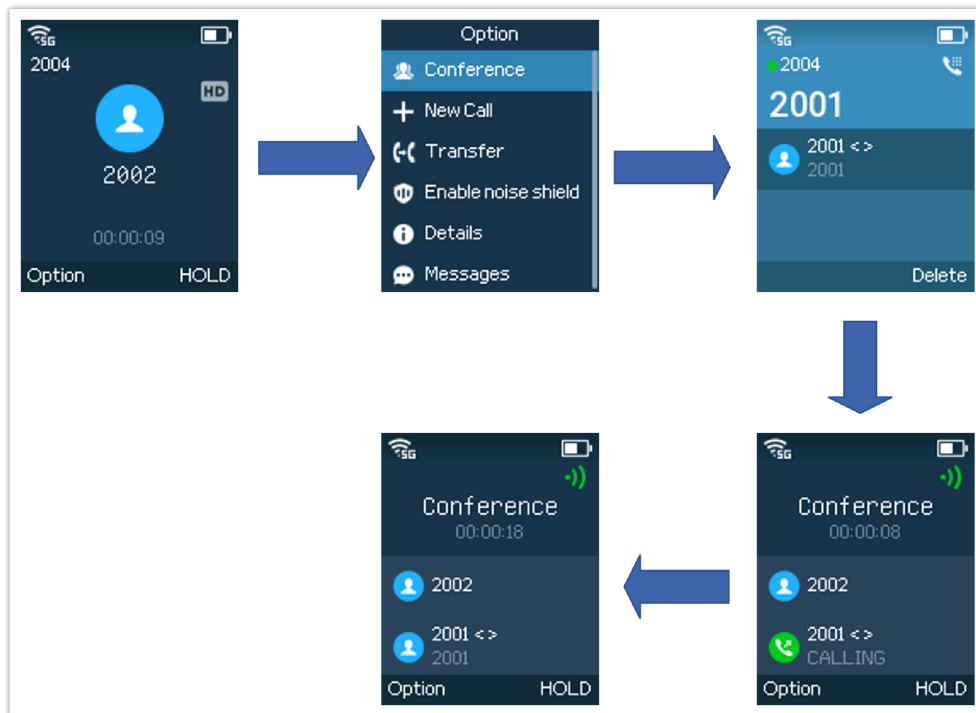 5G
2004
HD
2002
00:00:09
Option HOLD
Option
Conference
New Call
Transfer
Enable noise shield
Details
Messages
5G
2004
2001
2001 <>
2001
Delete
5G
Conference
00:00:18
2002
2001 <>
2001
Option HOLD
5G
Conference
00:00:08
2002
2001 <>
CALLING
Option HOLD